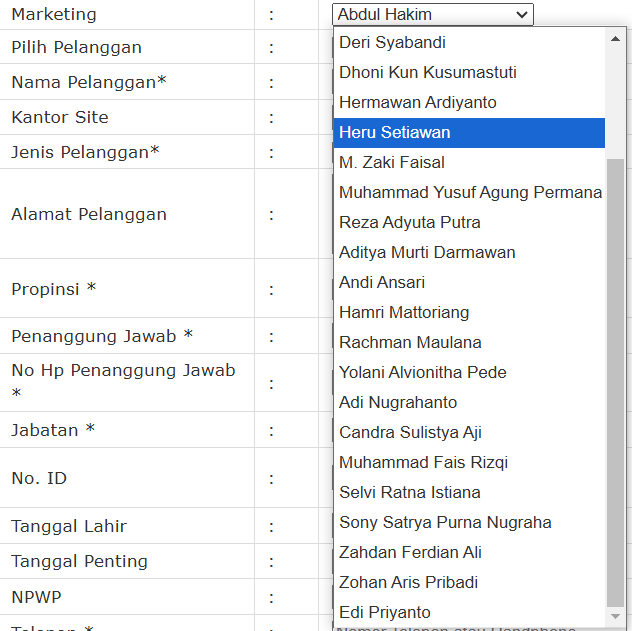 Marketing : Abdul Hakim
Pilih Pelanggan :
Nama Pelanggan* :
Kantor Site :
Jenis Pelanggan* :
Alamat Pelanggan :
Propinsi * :
Penanggung Jawab * :
No Hp Penanggung Jawab * :
Jabatan * :
No. ID :
Tanggal Lahir :
Tanggal Penting :
NPWP :
Telepon * :
Deri Syabandi
Dhoni Kun Kusumastuti
Hermawan Ardiyanto
Heru Setiawan
M. Zaki Faisal
Muhammad Yusuf Agung Permana
Reza Adyuta Putra
Aditya Murti Darmawan
Andi Ansari
Hamri Mattoriang
Rachman Maulana
Yolani Alvionitha Pede
Adi Nugrahanto
Candra Sulistya Aji
Muhammad Fais Rizqi
Selvi Ratna Istiana
Sony Satrya Purna Nugraha
Zahdan Ferdian Ali
Zohan Aris Pribadi
Edi Priyanto
Nomor Telepon atau Handphone